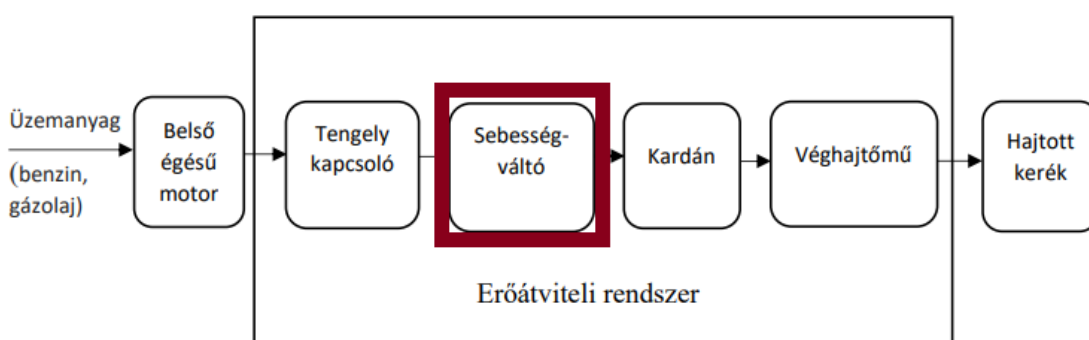 Üzemanyag
(benzin,
gázolaj)
Belső
égésű
motor
Tengely
kapcsoló
Sebesség-
váltó
Kardán
Véghajtómű
Hajtott
kerék
Erőátviteli rendszer